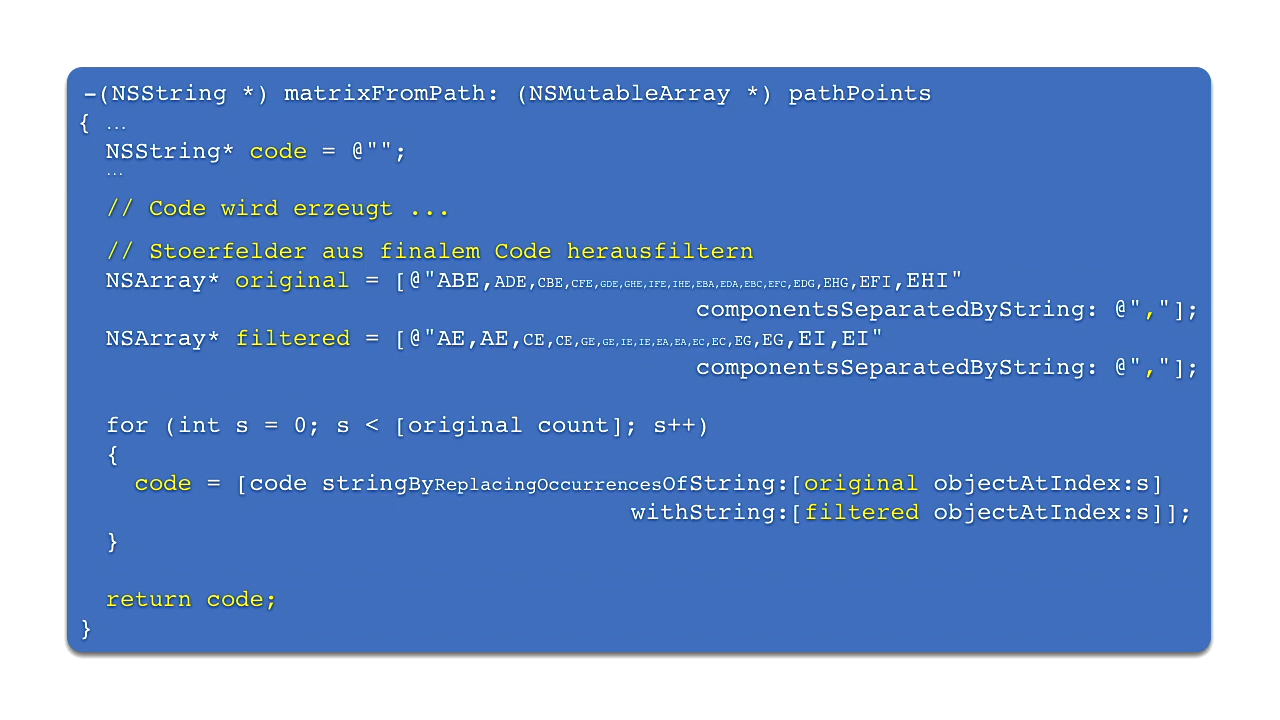 -(NSString *) matrixFromPath: (NSMutableArray *) pathPoints
{ ...
NSString* code = @"";
...
// Code wird erzeugt ...
// Stoerfelder aus finalem Code herausfiltern
NSArray* original = [@"ABE,ADE,CBE,CFE,GDE,GHE,IFE,IHE,EBA,EDA,EBC,EFC,EDG,EHG,EFI,EHI"
componentsSeparatedByString: @","];
NSArray* filtered = [@"AE,AE,CE,CE,GE,GE,IE,IE,EA,EA,EC,EC,EG,EG,EI,EI"
componentsSeparatedByString: @","];
for (int s = 0; s < [original count]; s++)
{
code = [code stringByReplacingOccurrencesOfString:[original objectAtIndex:s]
withString:[filtered objectAtIndex:s]];
}
return code;
}